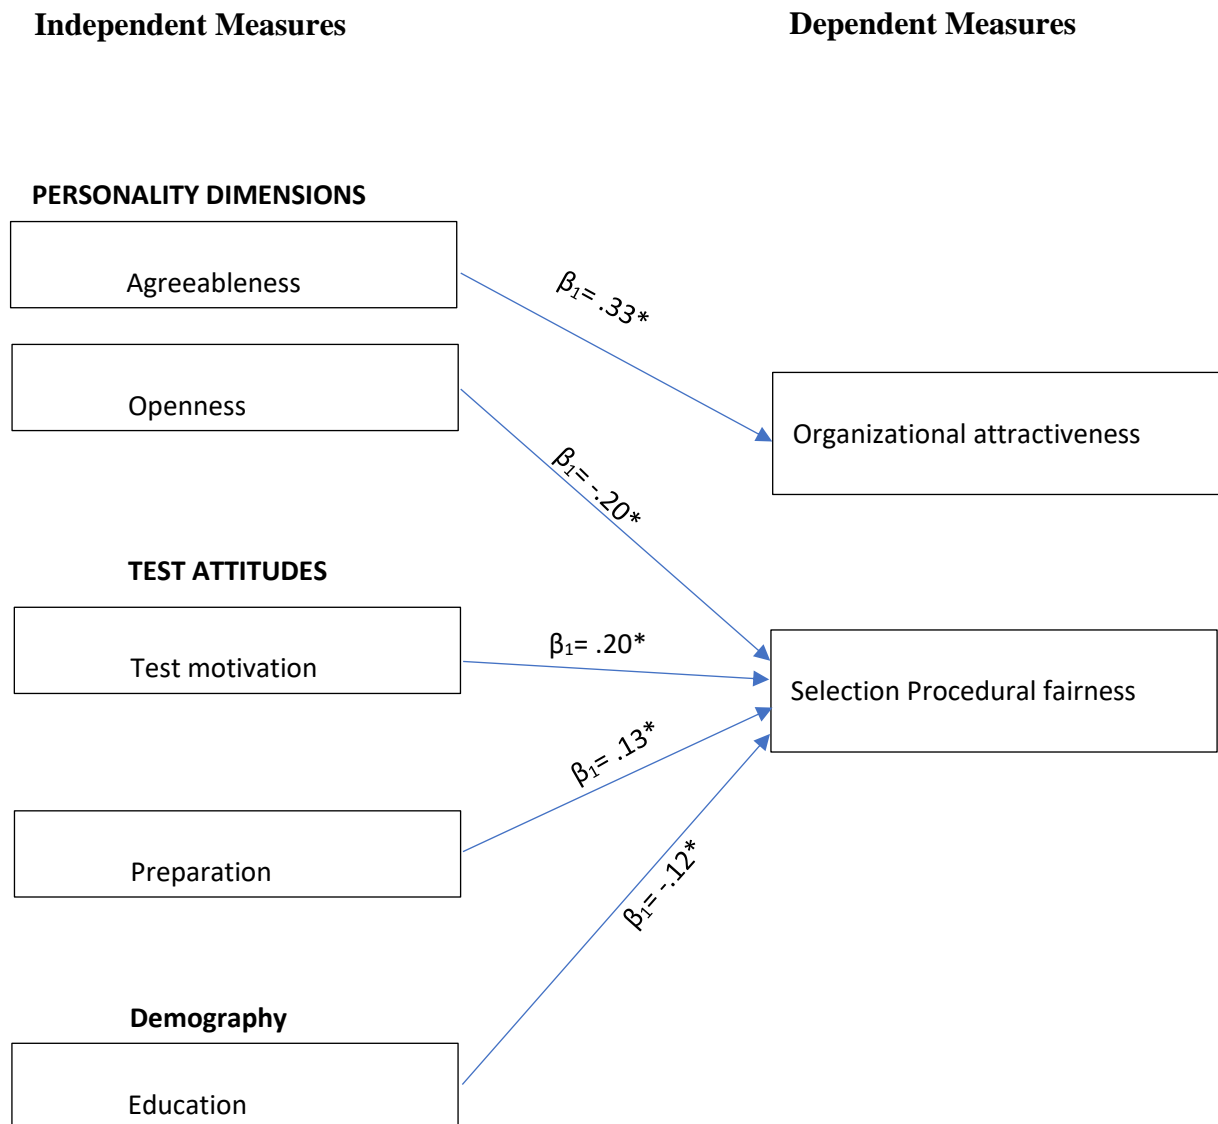 Independent Measures
Dependent Measures
PERSONALITY DIMENSIONS
Agreeableness
β₁= .33*
Openness
Organizational attractiveness
β₁= -.20*
TEST ATTITUDES
Test motivation
β₁= .20*
Selection Procedural fairness
β₁= .13*
Preparation
β₁= -.12*
Demography
Education